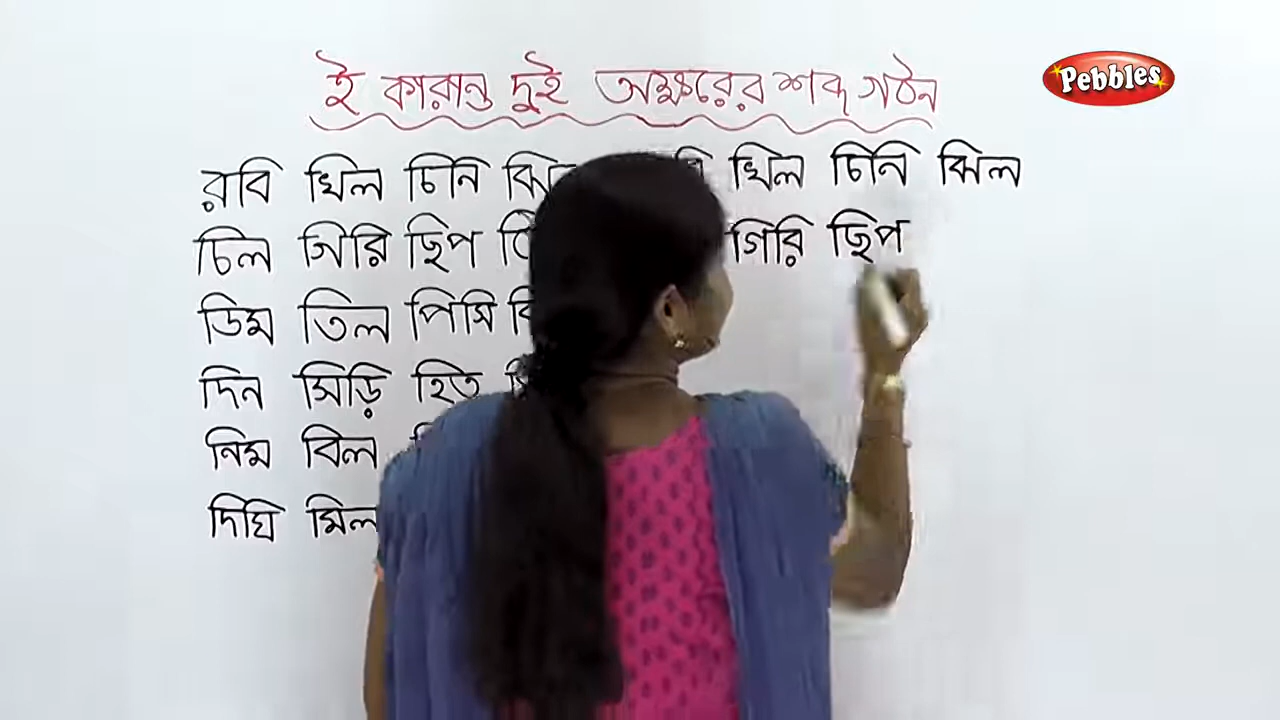 ই কারান্ত দুই অক্ষরের শব্দ গঠন
Pebbles
রবি খিল চিনি ঝিল খিল চিনি ঝিল
চিল গিরি ছিপ গিরি ছিপ
ডিম তিল পিসি
দিন সিঁড়ি হিত
নিম বিল
দিঘি মিল